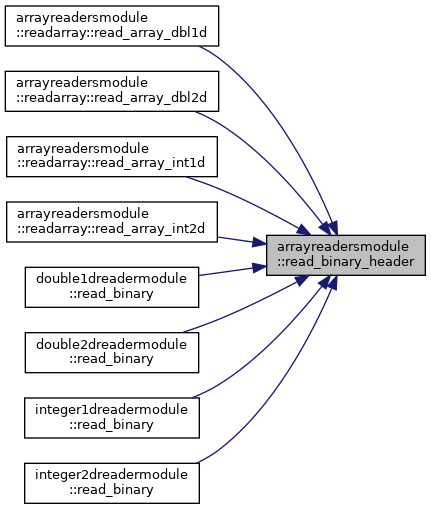 arrayreadersmodule
::readarray::read_array_dbl1d
arrayreadersmodule
::readarray::read_array_dbl2d
arrayreadersmodule
::readarray::read_array_int1d
arrayreadersmodule
::readarray::read_array_int2d
arrayreadersmodule
::read_binary_header
double1dreadermodule
::read_binary
double2dreadermodule
::read_binary
integer1dreadermodule
::read_binary
integer2dreadermodule
::read_binary